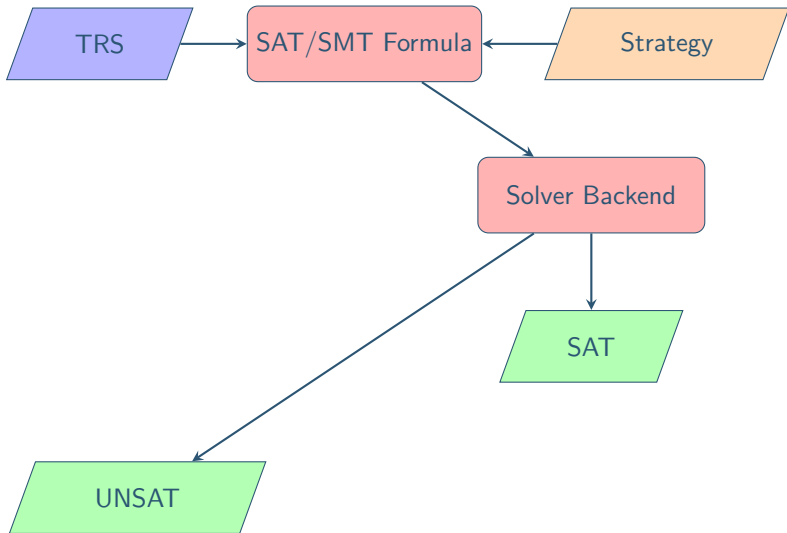 TRS
SAT/SMT Formula
Strategy
Solver Backend
SAT
UNSAT